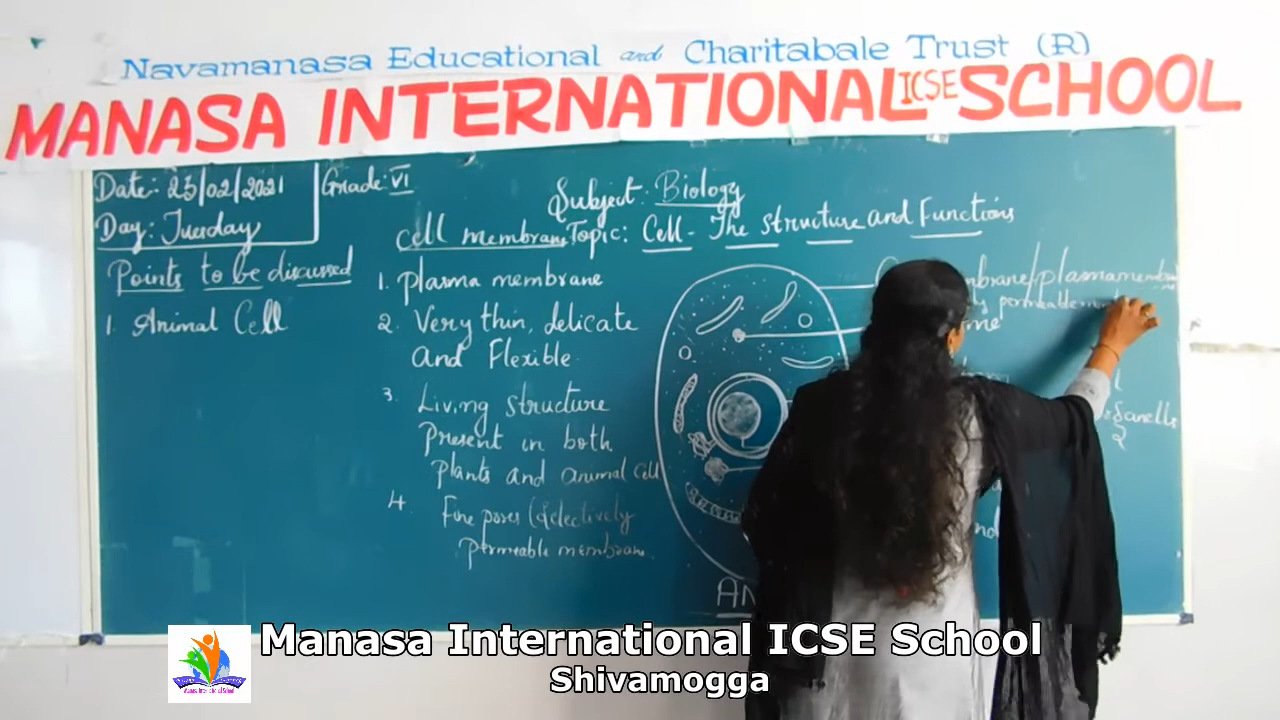 Navamanasa Educational and Charitabale Trust (R)
MANASA INTERNATIONAL ICSE SCHOOL
Date: 23/02/2021
Day: Tuesday
Grade: VI
Subject: Biology
Topic: Cell - The structure and Functions
Points to be discussed
1. Animal Cell
Cell membrane
1. Plasma membrane
2. Very thin, delicate
and Flexible.
3. Living structure
Present in both
plants and animal cell
4. Fine pores (selectively
permeable membrane
/plasma membrane
permeable
Manasa International ICSE School
Shivamogga